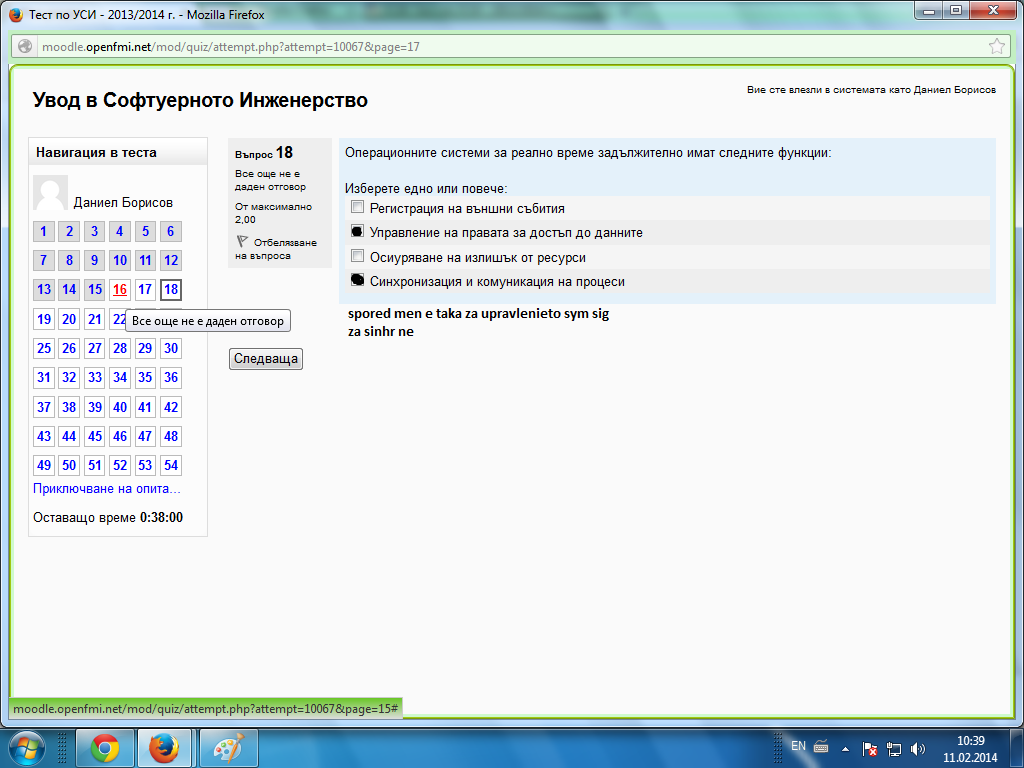 Тест по УСИ - 2013/2014 г. - Mozilla Firefox
moodle.openfmi.net/mod/quiz/attempt.php?attempt=10067&page=17
Увод в Софтуерното Инженерство
Вие сте влезли в системата като Даниел Борисов
Навигация в теста
Даниел Борисов
1 2 3 4 5 6
7 8 9 10 11 12
13 14 15 16 17 18
19 20 21 22
Все още не е даден отговор
25 26 27 28 29 30
31 32 33 34 35 36
37 38 39 40 41 42
43 44 45 46 47 48
49 50 51 52 53 54
Приключване на опита...
Оставащо време 0:38:00
Въпрос 18
Все още не е
даден отговор
От максимално
2,00
Отбелязване
на въпроса
Операционните системи за реално време задължително имат следните функции:
Изберете едно или повече:
Регистрация на външни събития
Управление на правата за достъп до данните
Осиуряване на излишък от ресурси
Синхронизация и комуникация на процеси
spored men e taka za upravlenieto sym sig
za sinhr ne
Следваща
moodle.openfmi.net/mod/quiz/attempt.php?attempt=10067&page=15#
EN
10:39
11.02.2014